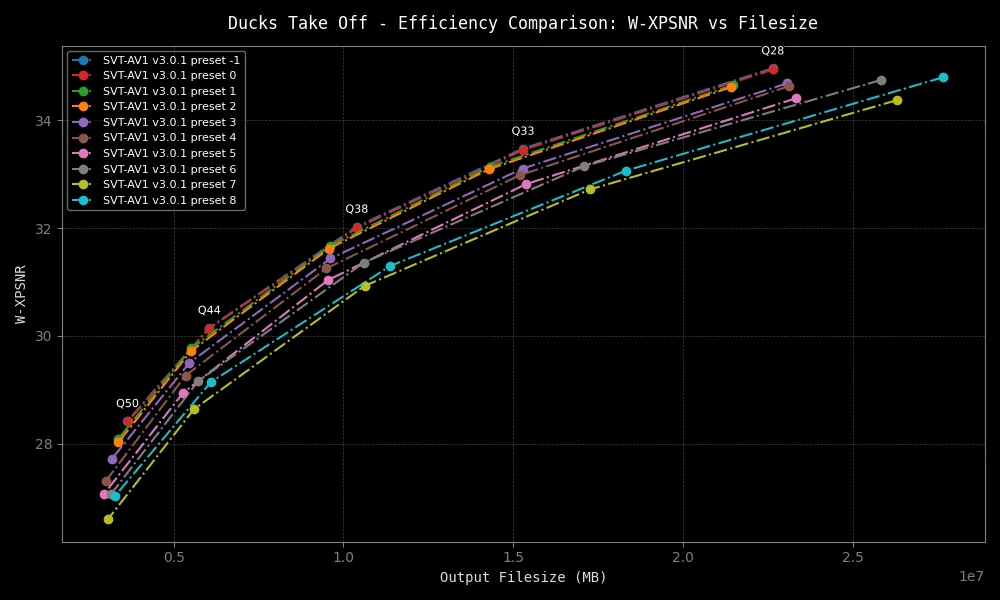 Ducks Take Off - Efficiency Comparison: W-XPSNR vs Filesize
SVT-AV1 v3.0.1 preset -1
SVT-AV1 v3.0.1 preset 0
SVT-AV1 v3.0.1 preset 1
SVT-AV1 v3.0.1 preset 2
SVT-AV1 v3.0.1 preset 3
SVT-AV1 v3.0.1 preset 4
SVT-AV1 v3.0.1 preset 5
SVT-AV1 v3.0.1 preset 6
SVT-AV1 v3.0.1 preset 7
SVT-AV1 v3.0.1 preset 8
Q28
Q33
Q38
Q44
Q50
W-XPSNR
34
32
30
28
0.5
1.0
1.5
2.0
2.5
1e7
Output Filesize (MB)